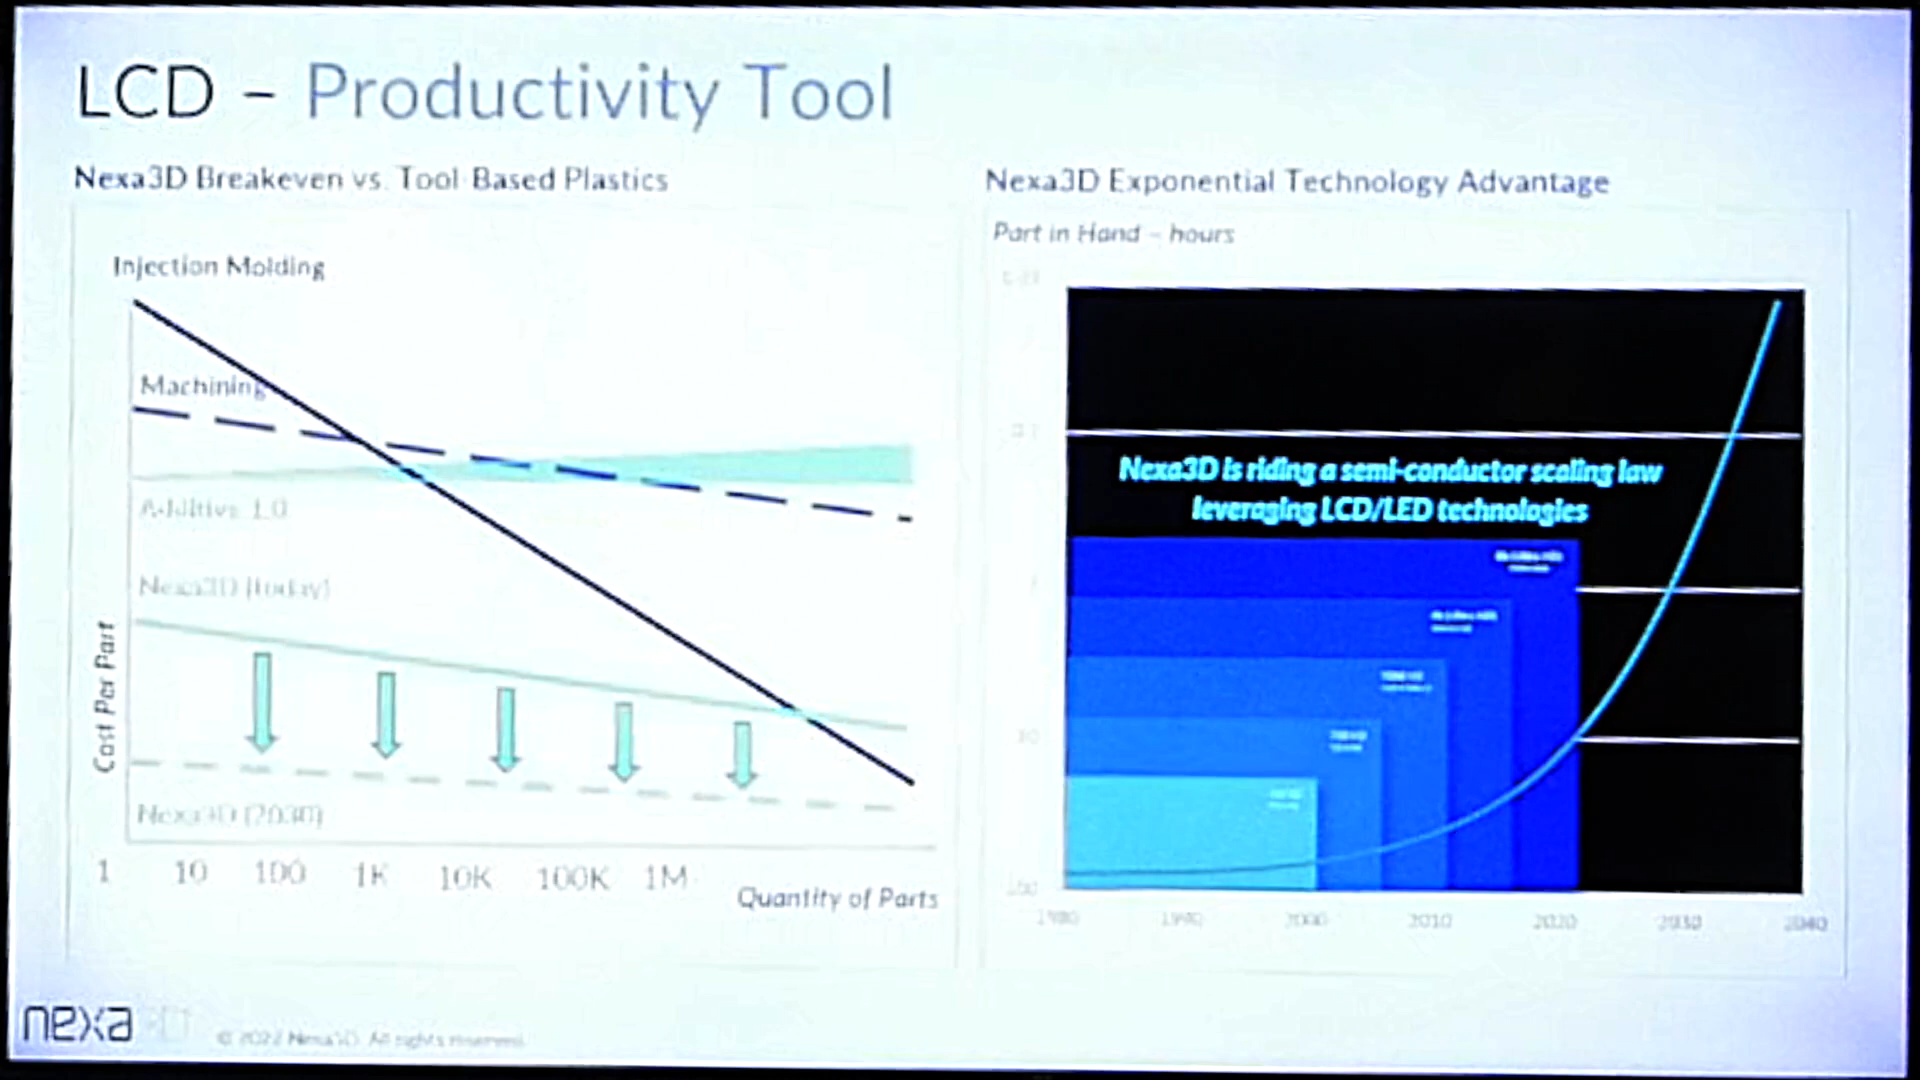 LCD – Productivity Tool
Nexa3D Breakeven vs. Tool Based Plastics
Injection Molding
Machining
Additive 1.0
Nexa3D (today)
Nexa3D (2030)
Cost Per Part
1 10 100 1K 10K 100K 1M
Quantity of Parts
Nexa3D Exponential Technology Advantage
Part in Hand – hours
Nexa3D is riding a semi-conductor scaling law
leveraging LCD/LED technologies
1980 1990 2000 2010 2020 2030 2040
nexa3D
© 2022 Nexa3D. All rights reserved.